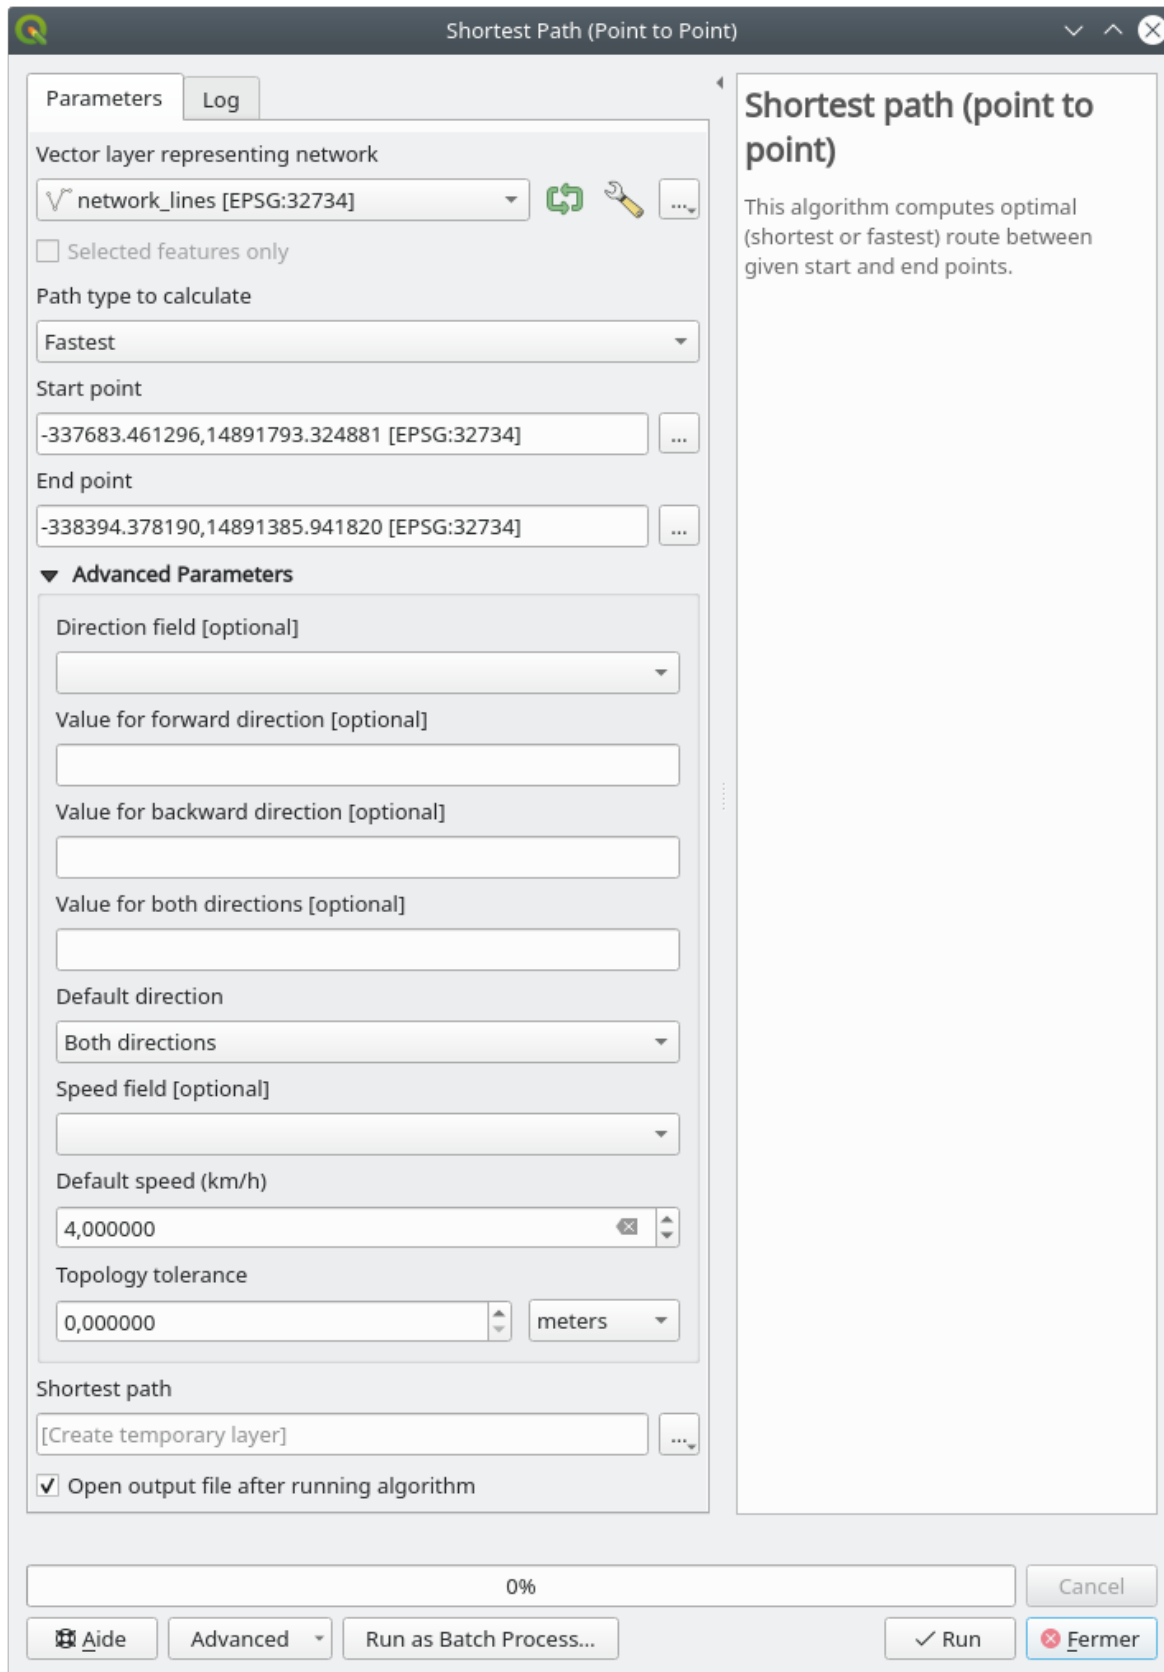 Shortest Path (Point to Point)
Parameters
Log
Vector layer representing network
network_lines [EPSG:32734]
...
Selected features only
Path type to calculate
Fastest
Start point
-337683.461296,14891793.324881 [EPSG:32734]
...
End point
-338394.378190,14891385.941820 [EPSG:32734]
...
Advanced Parameters
Direction field [optional]
Value for forward direction [optional]
Value for backward direction [optional]
Value for both directions [optional]
Default direction
Both directions
Speed field [optional]
Default speed (km/h)
4,000000
Topology tolerance
0,000000
meters
Shortest path
[Create temporary layer]
...
Open output file after running algorithm
Shortest path (point to
point)
This algorithm computes optimal
(shortest or fastest) route between
given start and end points.
0%
Cancel
Aide
Advanced
Run as Batch Process...
Run
Fermer